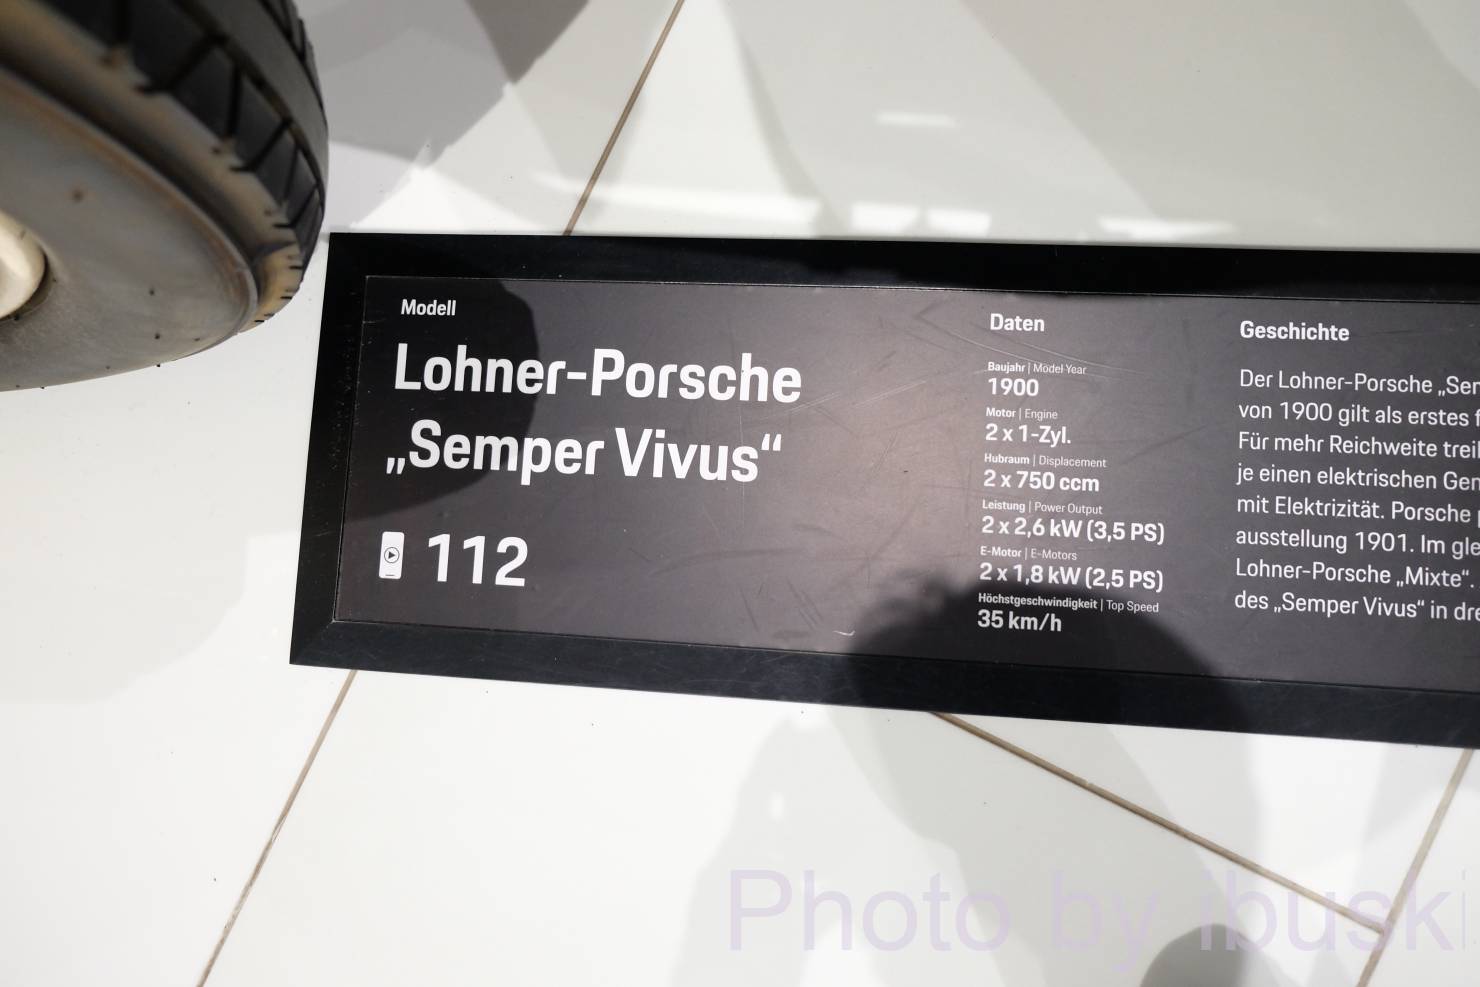 Modell
Lohner-Porsche
„Semper Vivus“
112
Daten
Baujahr | Model Year
1900
Motor | Engine
2 x 1-Zyl.
Hubraum | Displacement
2 x 750 ccm
Leistung | Power Output
2 x 2,6 kW (3,5 PS)
E-Motor | E-Motors
2 x 1,8 kW (2,5 PS)
Höchstgeschwindigkeit | Top Speed
35 km/h
Geschichte
Der Lohner-Porsche „Sem
von 1900 gilt als erstes f
Für mehr Reichweite treib
je einen elektrischen Gen
mit Elektrizität. Porsche p
ausstellung 1901. Im gle
Lohner-Porsche „Mixte“.
des „Semper Vivus“ in dre
Photo by ibuski